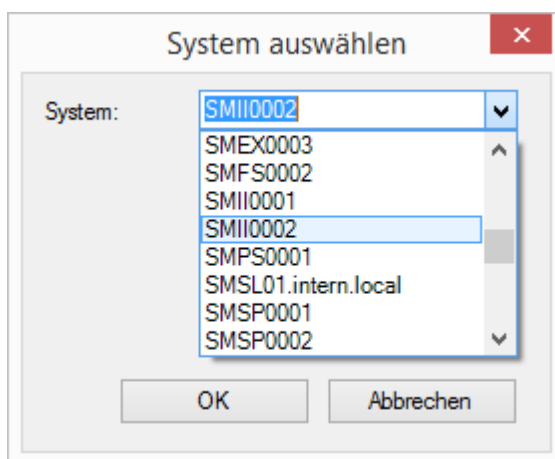 System auswählen
System:
SMII0002
SMEX0003
SMFS0002
SMII0001
SMII0002
SMPS0001
SMSL01.intern.local
SMSP0001
SMSP0002
OK
Abbrechen